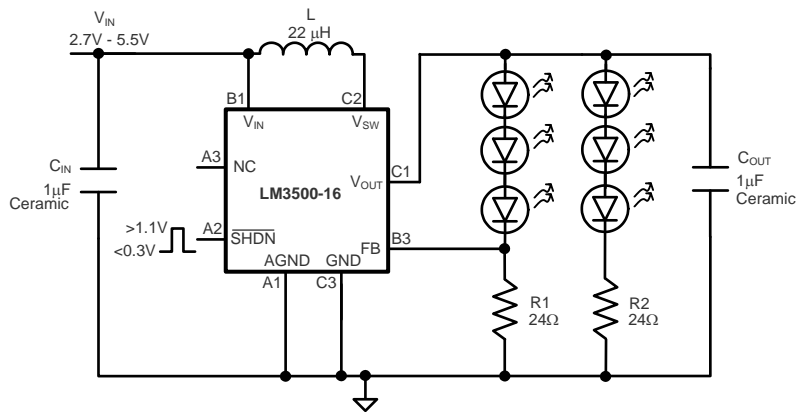 V_IN
2.7V - 5.5V
L
22 μH
B1
C2
V_IN
V_SW
A3
NC
C1
V_OUT
LM3500-16
C_IN
1μF
Ceramic
C_OUT
1μF
Ceramic
>1.1V
<0.3V
A2
SHDN
FB
B3
AGND
GND
A1
C3
R1
24Ω
R2
24Ω